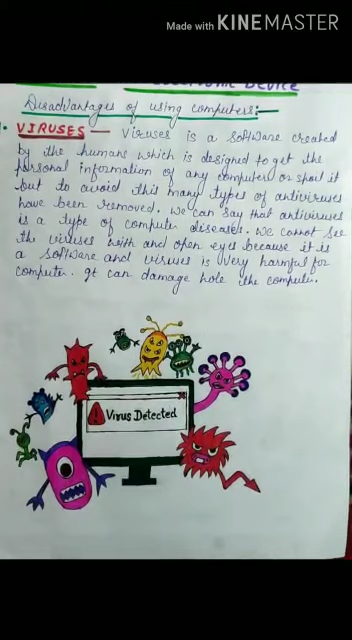 Made with KINEMASTER
ELECTRONIC DEVICE
Disadvantages of using computers:—
1. VIRUSES — Viruses is a software created
by the humans which is designed to get the
personal information of any computer or spoil it
but to avoid this many types of antiviruses
have been removed. We can say that antiviruses
is a type of computer diseases. We cannot see
the viruses with and open eyes because it is
a software and viruses is very harmful for
computer. It can damage hole the computer.
Virus Detected